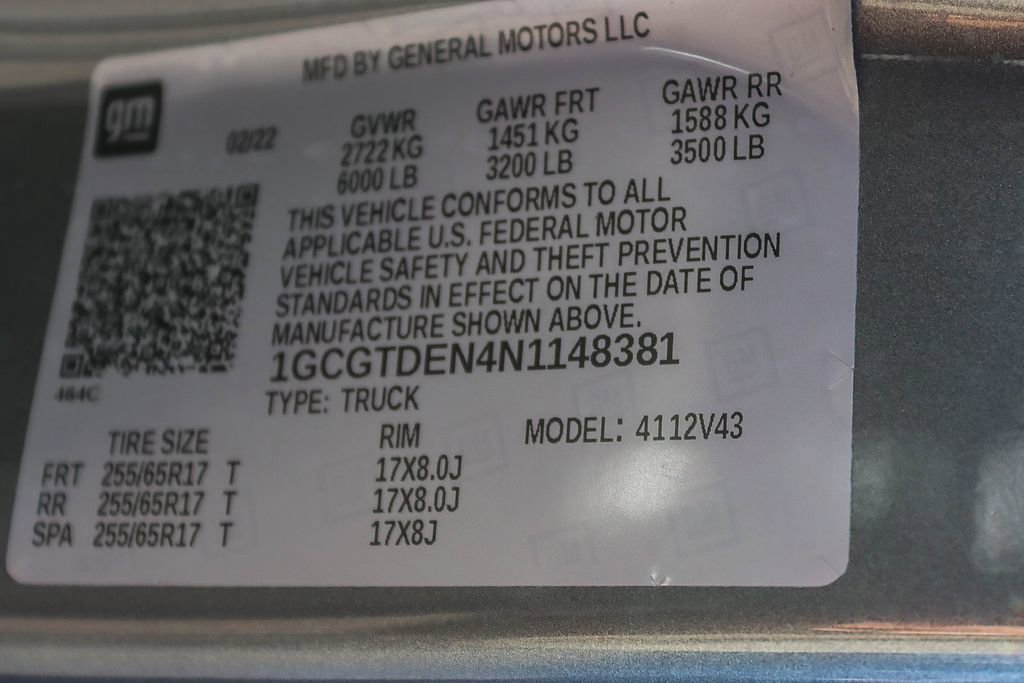 MFD BY GENERAL MOTORS LLC
gm
02/22
GVWR GAWR FRT GAWR RR
2722 KG 1451 KG 1588 KG
6000 LB 3200 LB 3500 LB
THIS VEHICLE CONFORMS TO ALL
APPLICABLE U.S. FEDERAL MOTOR
VEHICLE SAFETY AND THEFT PREVENTION
STANDARDS IN EFFECT ON THE DATE OF
MANUFACTURE SHOWN ABOVE.
1GCGTDEN4N1148381
464C
TYPE: TRUCK
MODEL: 4112V43
TIRE SIZE RIM
FRT 255/65R17 T 17X8.0J
RR 255/65R17 T 17X8.0J
SPA 255/65R17 T 17X8J